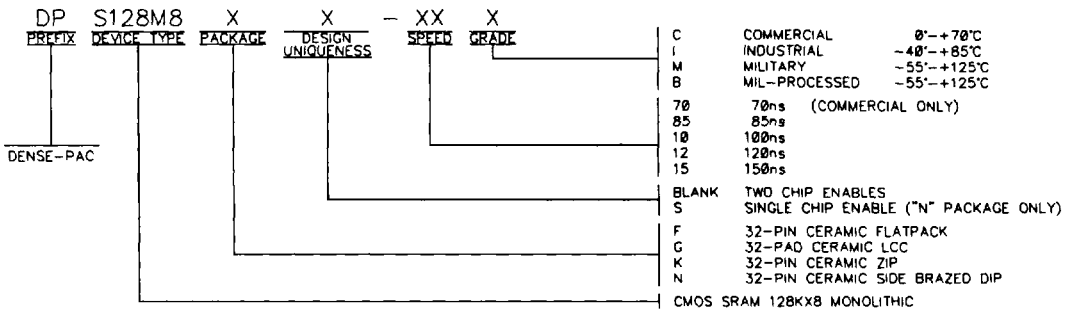 DP S128M8 X X - XX X
PREFIX DEVICE TYPE PACKAGE DESIGN UNIQUENESS SPEED GRADE
DENSE-PAC
C COMMERCIAL 0°-+70°C
I INDUSTRIAL -40°-+85°C
M MILITARY -55°-+125°C
B MIL-PROCESSED -55°-+125°C
70 70ns (COMMERCIAL ONLY)
85 85ns
10 100ns
12 120ns
15 150ns
BLANK TWO CHIP ENABLES
S SINGLE CHIP ENABLE ("N" PACKAGE ONLY)
F 32-PIN CERAMIC FLATPACK
G 32-PAD CERAMIC LCC
K 32-PIN CERAMIC ZIP
N 32-PIN CERAMIC SIDE BRAZED DIP
CMOS SRAM 128KX8 MONOLITHIC